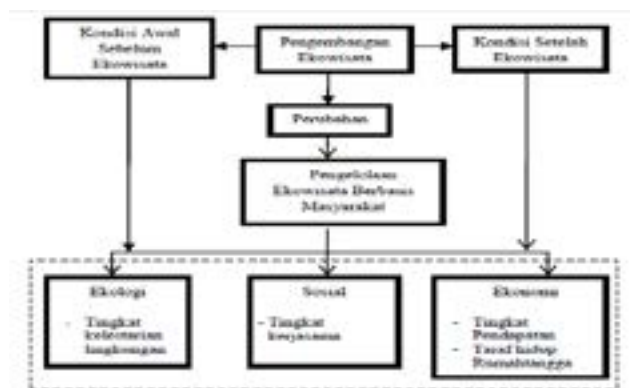 Kondisi Awal
Sebelum
Ekowisata
Pengembangan
Ekowisata
Kondisi Setelah
Ekowisata
Perubahan
Pengelolaan
Ekowisata Berbasis
Masyarakat
Ekologi
- Tingkat
kelestarian
lingkungan
Sosial
- Tingkat
kerjasama
Ekonomi
- Tingkat
Pendapatan
- Taraf hidup
Rumahtangga